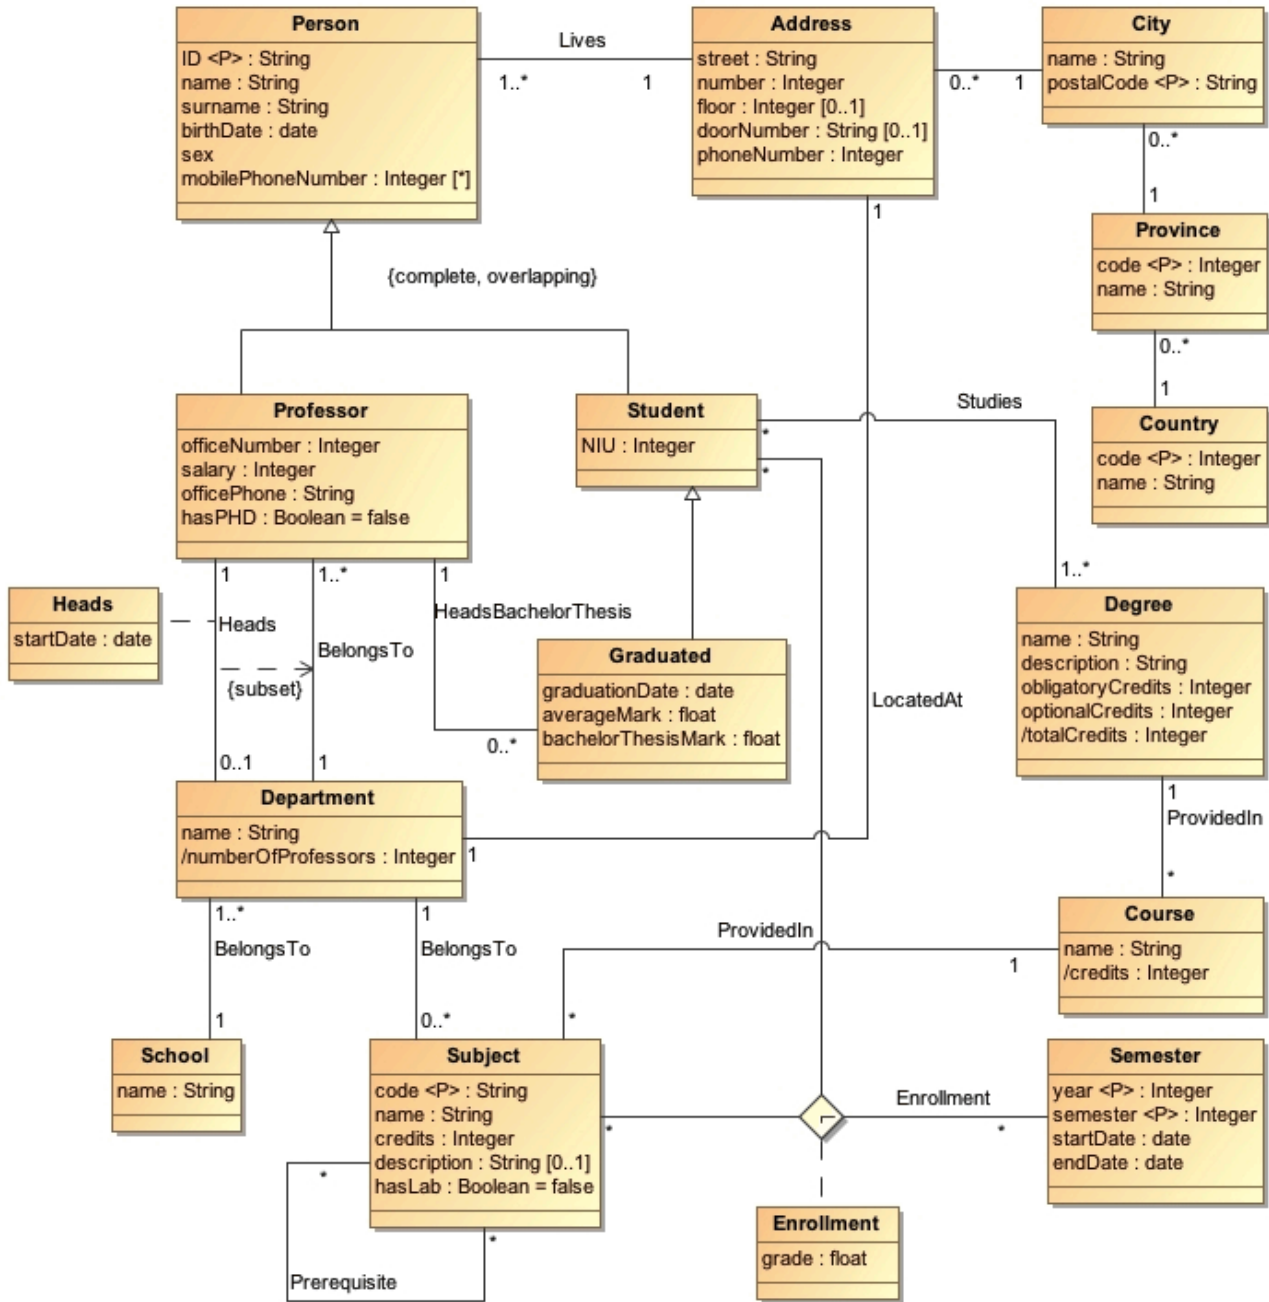 Person
ID <P> : String
name : String
surname : String
birthDate : date
sex
mobilePhoneNumber : Integer [*]
Lives
1..*
1
Address
street : String
number : Integer
floor : Integer [0..1]
doorNumber : String [0..1]
phoneNumber : Integer
0..*
1
City
name : String
postalCode <P> : String
0..*
1
Province
code <P> : Integer
name : String
0..*
1
Country
code <P> : Integer
name : String
1
{complete, overlapping}
Professor
officeNumber : Integer
salary : Integer
officePhone : String
hasPHD : Boolean = false
Student
NIU : Integer
*
*
Studies
1..*
Heads
startDate : date
1
Heads
1..*
BelongsTo
{subset}
0..1
1
1
HeadsBachelorThesis
0..*
Graduated
graduationDate : date
averageMark : float
bachelorThesisMark : float
LocatedAt
Degree
name : String
description : String
obligatoryCredits : Integer
optionalCredits : Integer
/totalCredits : Integer
1
ProvidedIn
*
Department
name : String
/numberOfProfessors : Integer
1
1..*
BelongsTo
1
1
BelongsTo
0..*
ProvidedIn
1
*
Course
name : String
/credits : Integer
School
name : String
Subject
code <P> : String
name : String
credits : Integer
description : String [0..1]
hasLab : Boolean = false
*
*
*
Prerequisite
Enrollment
*
Semester
year <P> : Integer
semester <P> : Integer
startDate : date
endDate : date
Enrollment
grade : float